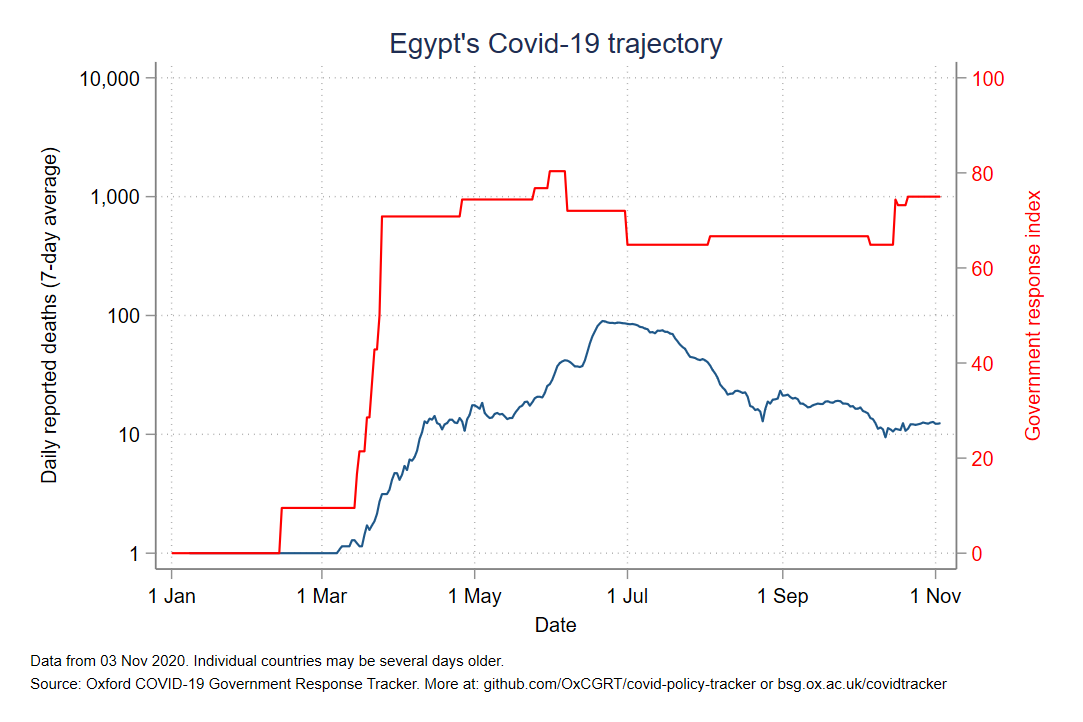 Egypt's Covid-19 trajectory
Daily reported deaths (7-day average)
10,000
1,000
100
10
1
100
80
60
40
20
0
Government response index
1 Jan
1 Mar
1 May
1 Jul
1 Sep
1 Nov
Date
Data from 03 Nov 2020. Individual countries may be several days older.
Source: Oxford COVID-19 Government Response Tracker. More at: github.com/OxCGRT/covid-policy-tracker or bsg.ox.ac.uk/covidtracker